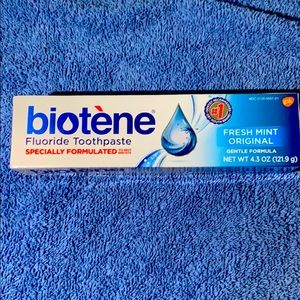 biotène
Fluoride Toothpaste
SPECIALLY FORMULATED
#1
FRESH MINT
ORIGINAL
GENTLE FORMULA
NET WT 4.3 OZ (121.9 g)